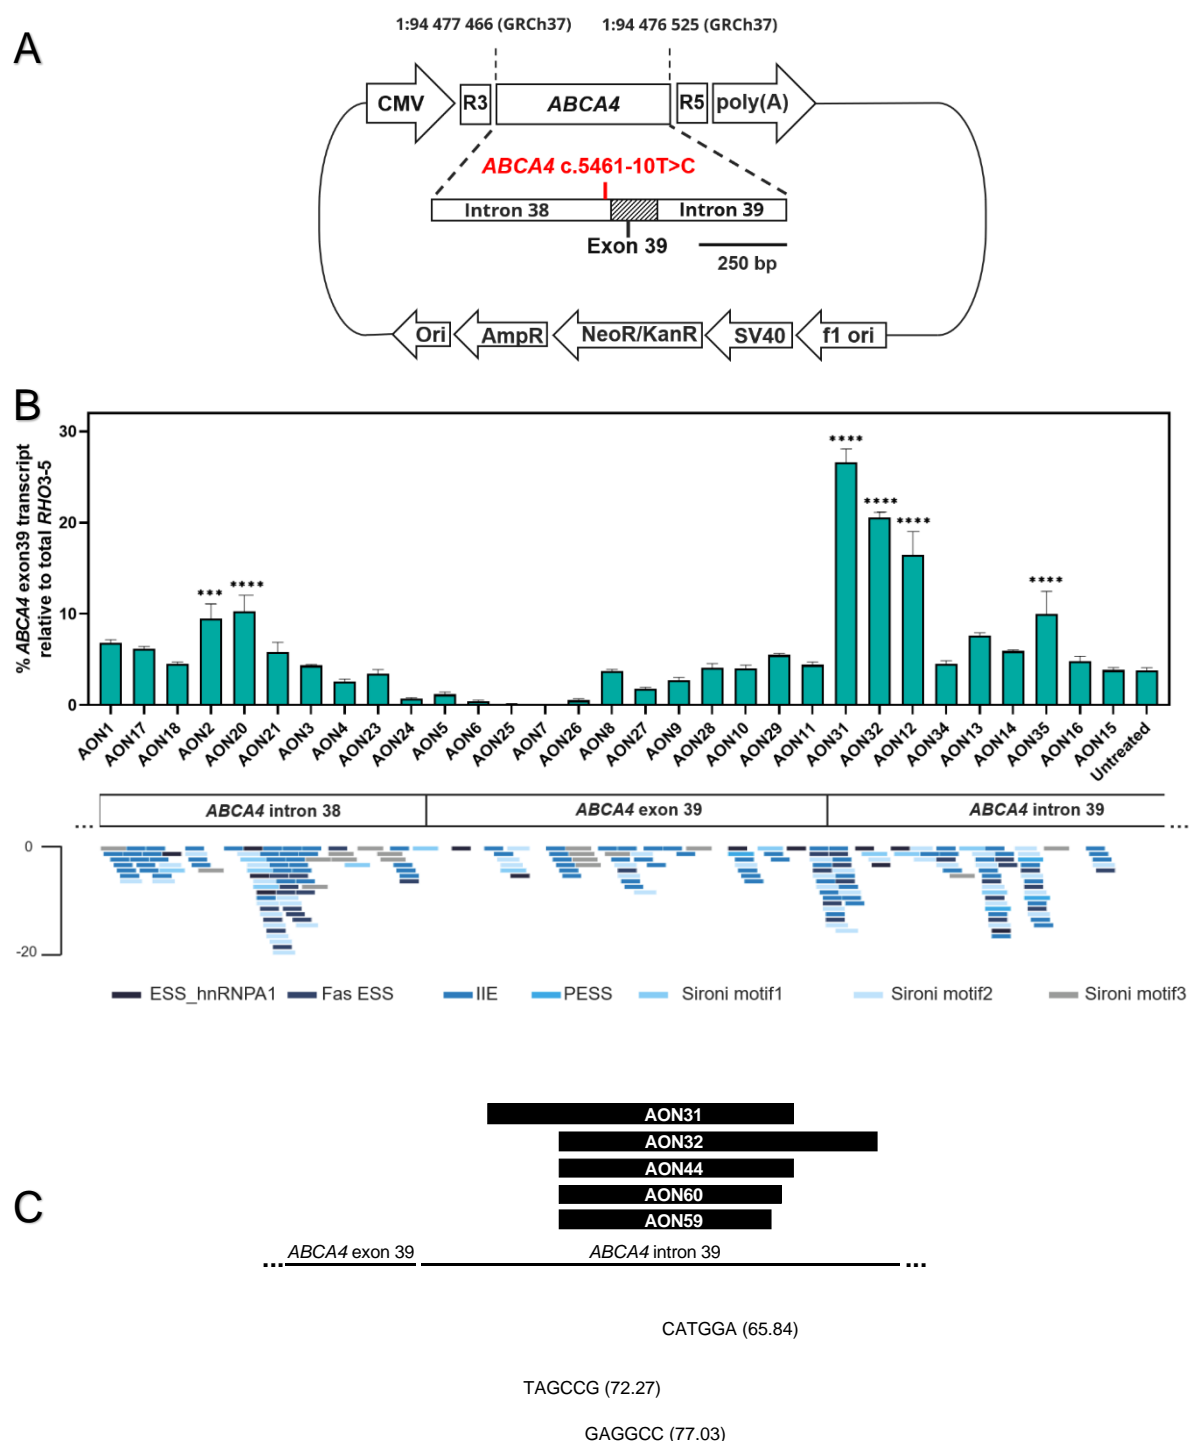 A
1:94 477 466 (GRCh37) 1:94 476 525 (GRCh37)
CMV R3 ABCA4 R5 poly(A)
ABCA4 c.5461-10T>C
Intron 38 Intron 39
Exon 39
250 bp
Ori AmpR NeoR/KanR SV40 f1 ori
B
% ABCA4 exon39 transcript
relative to total RHO3-5
30
20
10
0
*** **** **** **** **** ****
AON1 AON17 AON18 AON2 AON20 AON21 AON3 AON4 AON23 AON24 AON5 AON6 AON25 AON7 AON26 AON8 AON27 AON9 AON28 AON10 AON29 AON11 AON31 AON32 AON12 AON34 AON13 AON14 AON35 AON16 AON15 Untreated
... ABCA4 intron 38 ABCA4 exon 39 ABCA4 intron 39 ...
0
-20
ESS_hnRNPA1 Fas ESS IIE PESS Sironi motif1 Sironi motif2 Sironi motif3
C
AON31
AON32
AON44
AON60
AON59
... ABCA4 exon 39 ABCA4 intron 39 ...
CATGGA (65.84)
TAGCCG (72.27)
GAGGCC (77.03)